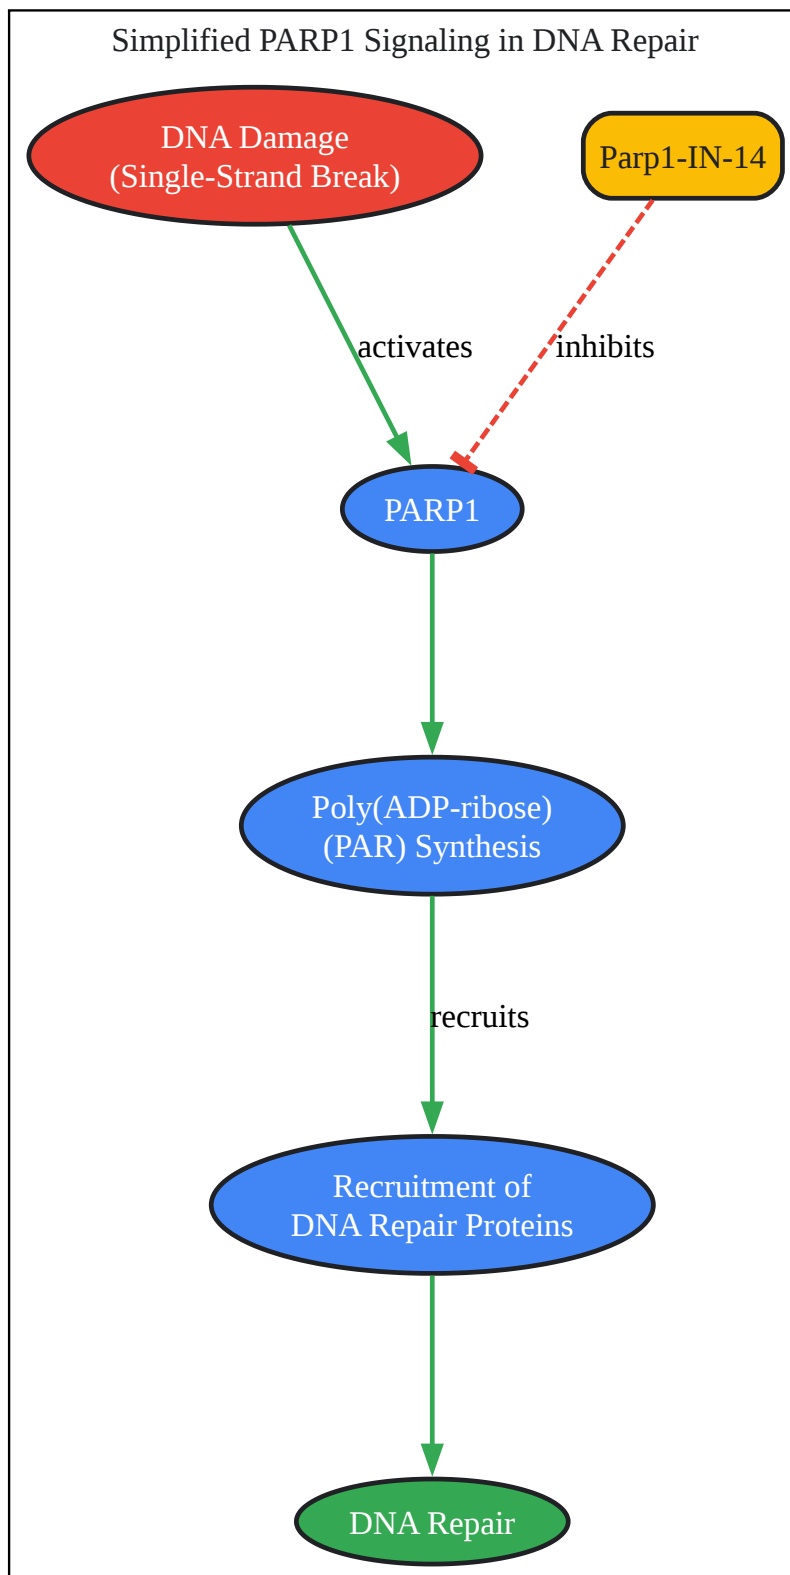 Simplified PARP1 Signaling in DNA Repair
DNA Damage
(Single-Strand Break)
Parp1-IN-14
activates
inhibits
PARP1
Poly(ADP-ribose)
(PAR) Synthesis
recruits
Recruitment of
DNA Repair Proteins
DNA Repair